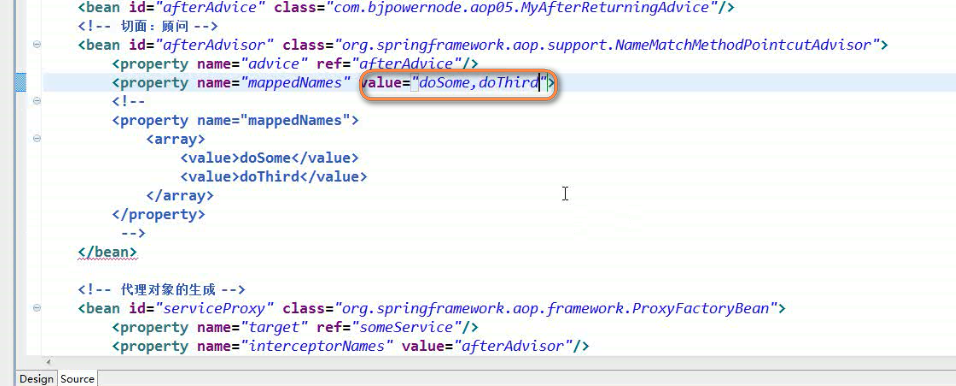 <bean id="afterAdvice" class="com.bjpowernode.aop05.MyAfterReturningAdvice"/>
<!-- 切面：顾问 -->
<bean id="afterAdvisor" class="org.springframework.aop.support.NameMatchMethodPointcutAdvisor">
<property name="advice" ref="afterAdvice"/>
<property name="mappedNames" value="doSome,doThird">
<!--
<property name="mappedNames">
<array>
<value>doSome</value>
<value>doThird</value>
</array>
</property>
-->
</bean>
<!-- 代理对象的生成 -->
<bean id="serviceProxy" class="org.springframework.aop.framework.ProxyFactoryBean">
<property name="target" ref="someService"/>
<property name="interceptorNames" value="afterAdvisor"/>
Design Source